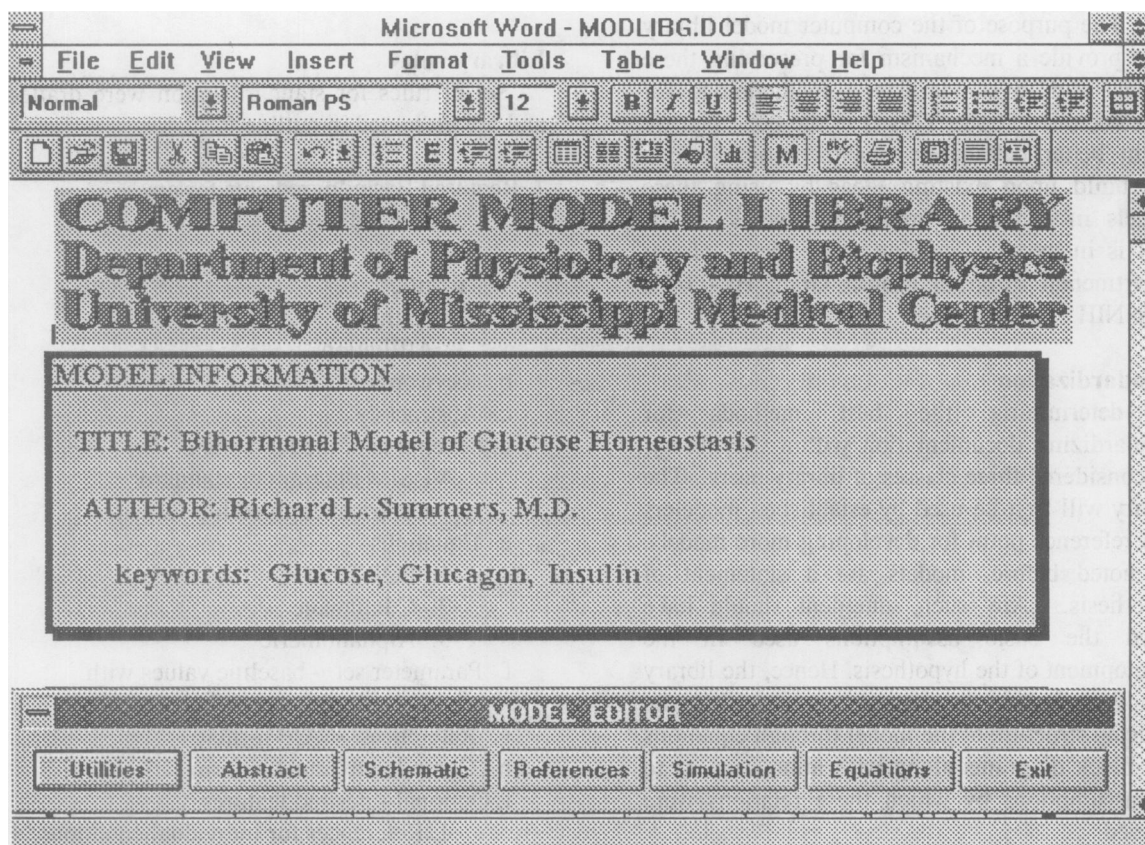 Microsoft Word - MODLIBG.DOT
File Edit View Insert Format Tools Table Window Help
Normal Roman PS 12 B I U
E M
COMPUTER MODEL LIBRARY
Department of Physiology and Biophysics
University of Mississippi Medical Center
MODEL INFORMATION
TITLE: Bihormonal Model of Glucose Homeostasis
AUTHOR: Richard L. Summers, M.D.
keywords: Glucose, Glucagon, Insulin
MODEL EDITOR
Utilities Abstract Schematic References Simulation Equations Exit